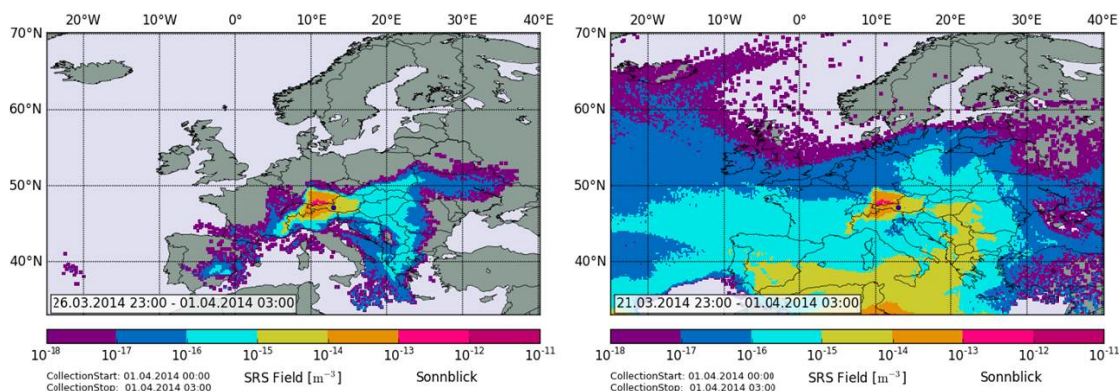 20°W 10°W 0° 10°E 20°E 30°E 40°E
70°N
60°N
50°N
40°N
26.03.2014 23:00 - 01.04.2014 03:00
10-18 10-17 10-16 10-15 10-14 10-13 10-12 10-11
CollectionStart: 01.04.2014 00:00
CollectionStop: 01.04.2014 03:00
SRS Field [m−3]
Sonnblick
20°W 10°W 0° 10°E 20°E 30°E 40°E
70°N
60°N
50°N
40°N
21.03.2014 23:00 - 01.04.2014 03:00
10-18 10-17 10-16 10-15 10-14 10-13 10-12 10-11
CollectionStart: 01.04.2014 00:00
CollectionStop: 01.04.2014 03:00
SRS Field [m−3]
Sonnblick